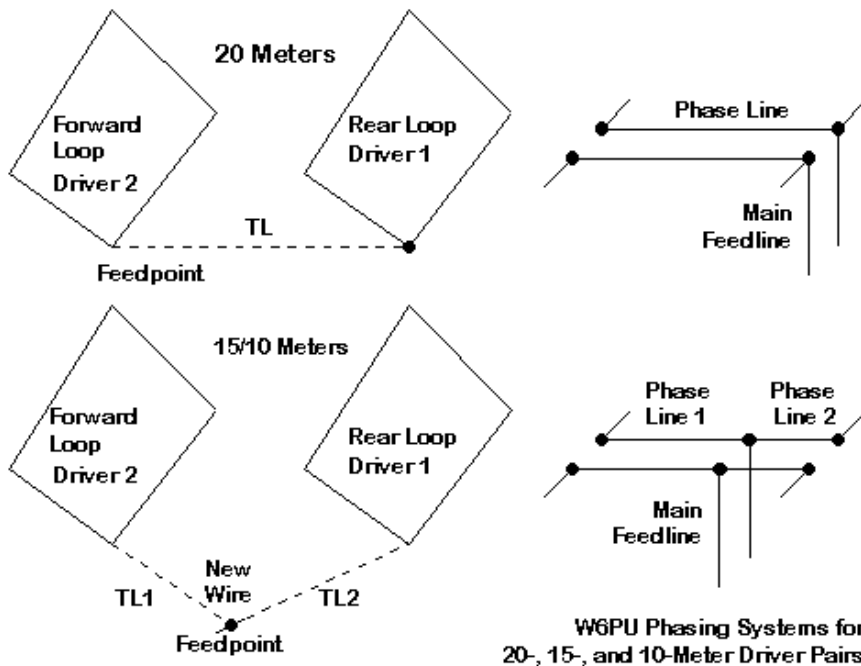 20 Meters
Forward
Loop
Driver 2
Rear Loop
Driver 1
TL
Feedpoint
Phase Line
Main
Feedline
15/10 Meters
Forward
Loop
Driver 2
Rear Loop
Driver 1
New
Wire
TL1
TL2
Feedpoint
Phase
Line 1
Phase
Line 2
Main
Feedline
W6PU Phasing Systems for
20-, 15-, and 10-Meter Driver Pairs